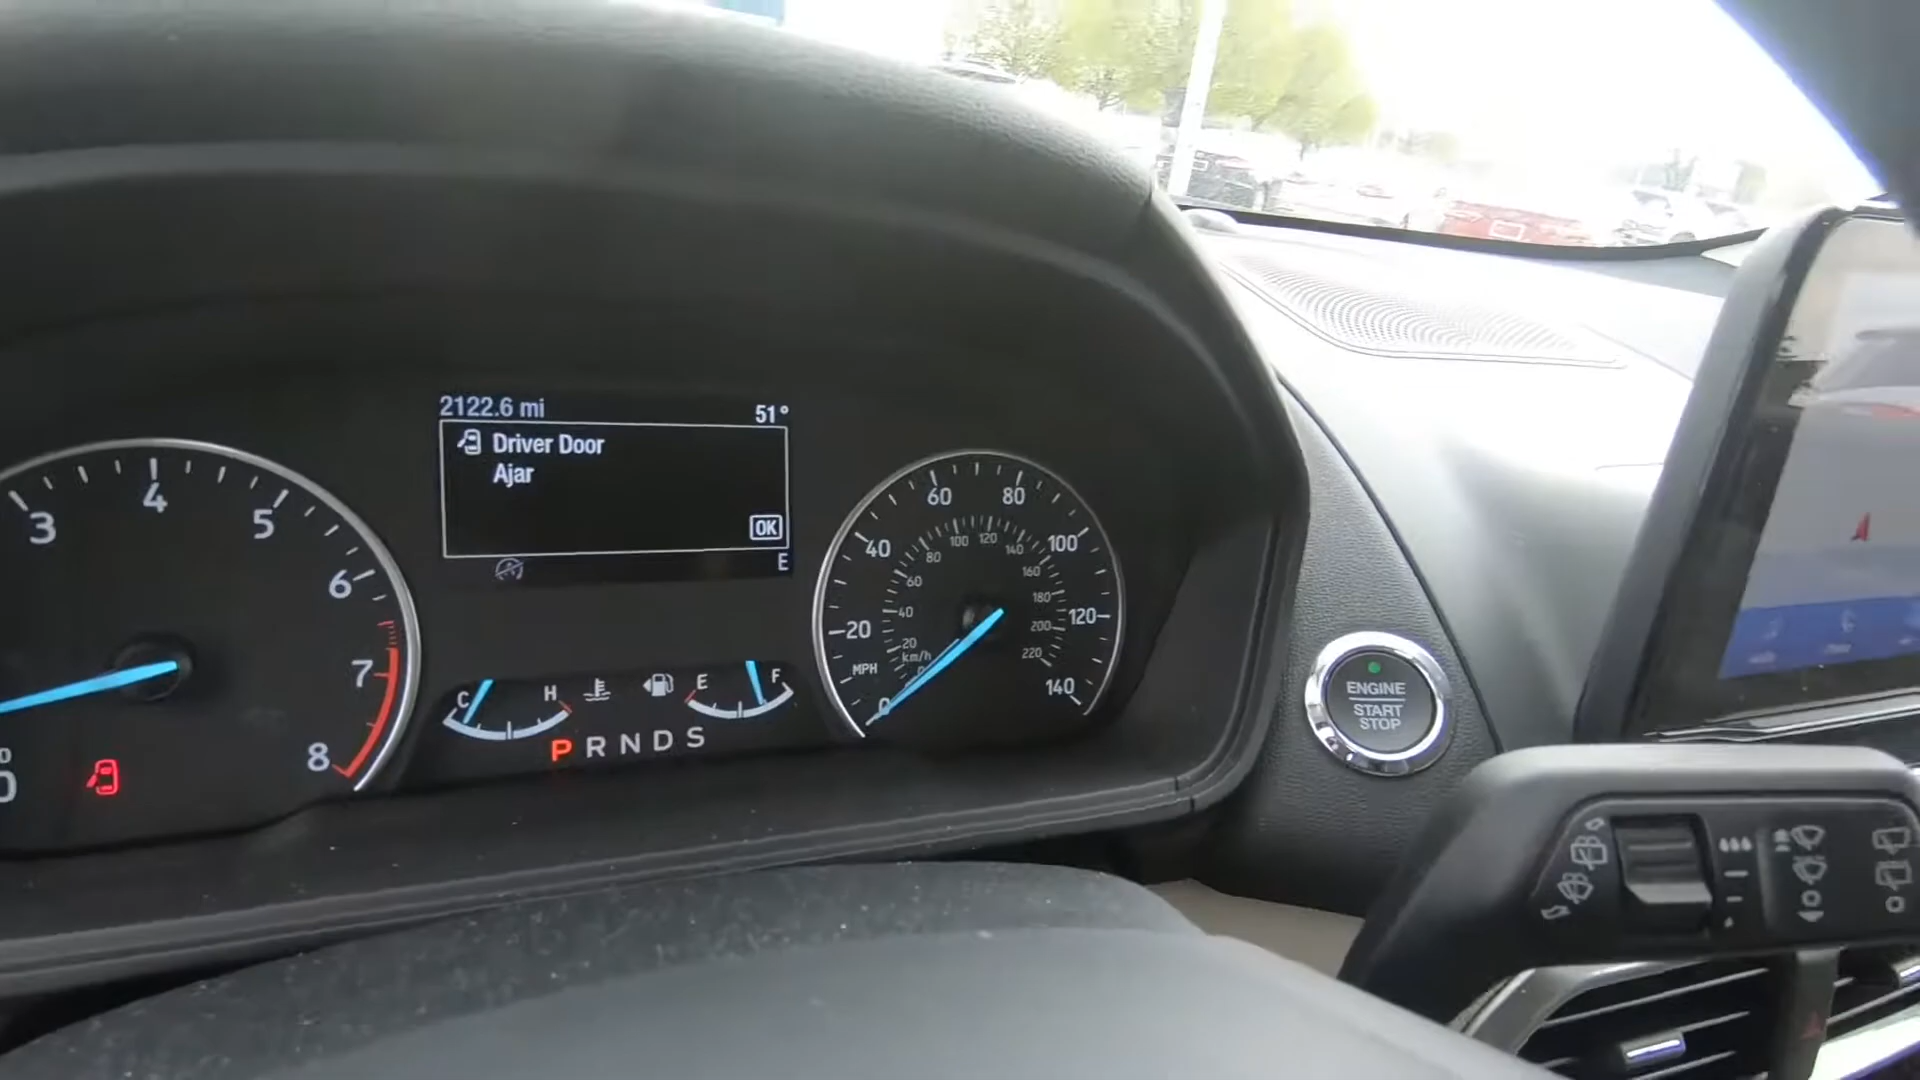 2122.6 mi 51°
Driver Door
Ajar
OK
E
3 4 5 6 7 8
0
C H E F
P R N D S
0 20 40 60 80 100 120 140
MPH
20 40 60 80 100 120 140 160 180 200 220
km/h
0
ENGINE
START
STOP